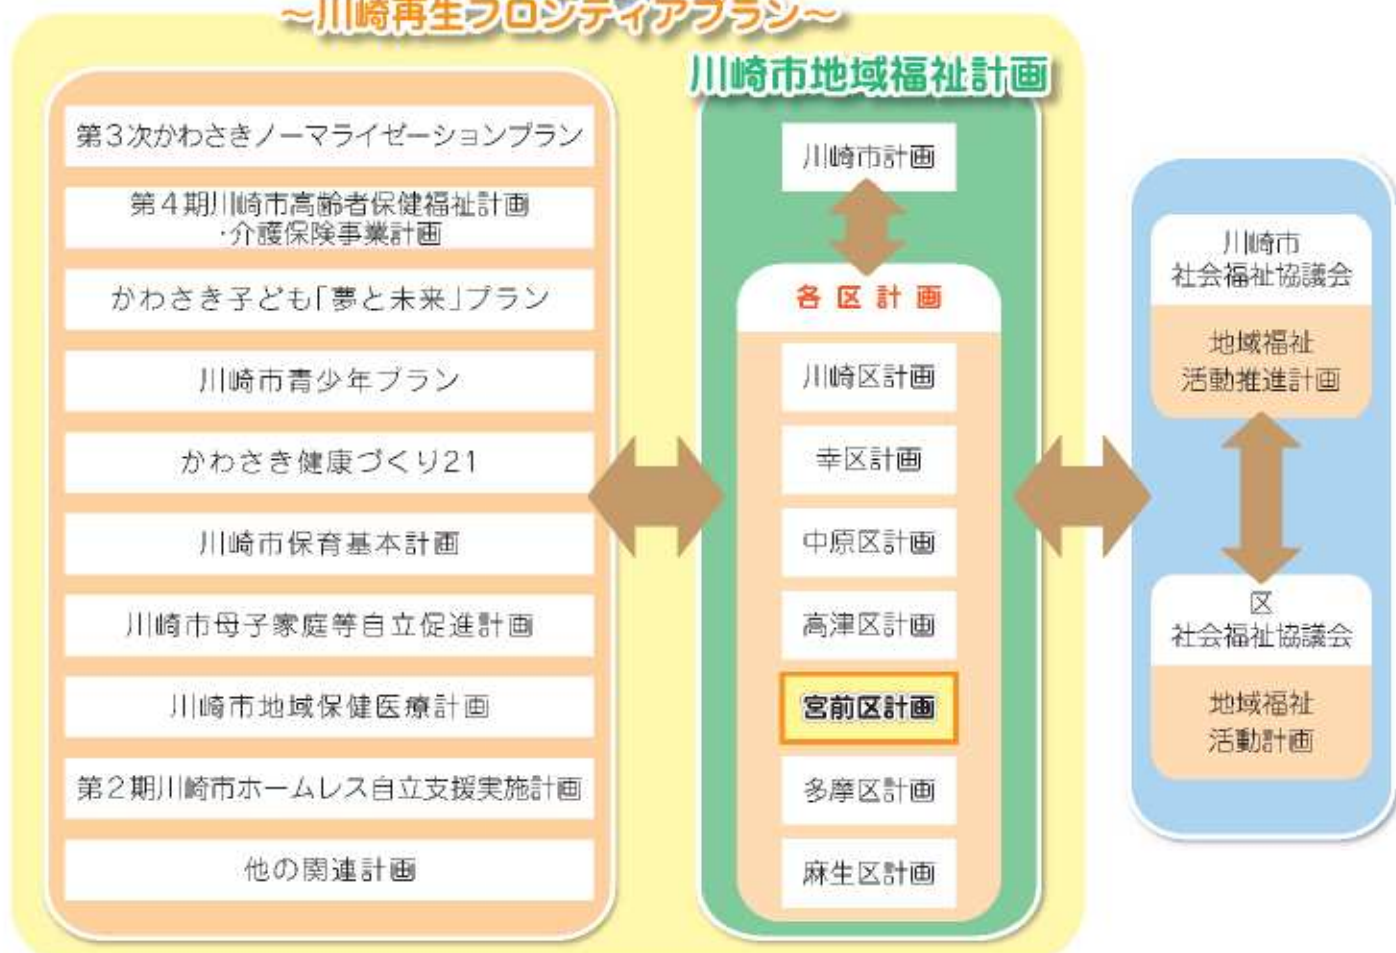 ～川崎再生フロンティアプラン～
川崎市地域福祉計画
第3次かわさきノーマライゼーションプラン
第4期川崎市高齢者保健福祉計画
・介護保険事業計画
かわさき子ども「夢と未来」プラン
川崎市青少年プラン
かわさき健康づくり21
川崎市保育基本計画
川崎市母子家庭等自立促進計画
川崎市地域保健医療計画
第2期川崎市ホームレス自立支援実施計画
他の関連計画
川崎市計画
各区計画
川崎区計画
幸区計画
中原区計画
高津区計画
宮前区計画
多摩区計画
麻生区計画
川崎市
社会福祉協議会
地域福祉
活動推進計画
区
社会福祉協議会
地域福祉
活動計画